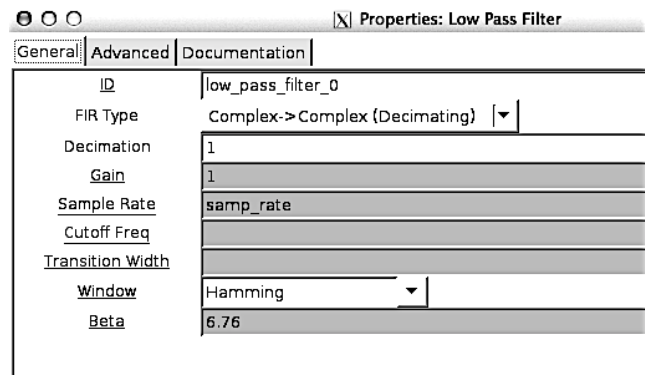 Properties: Low Pass Filter
General Advanced Documentation
ID low_pass_filter_0
FIR Type Complex->Complex (Decimating)
Decimation 1
Gain 1
Sample Rate samp_rate
Cutoff Freq
Transition Width
Window Hamming
Beta 6.76